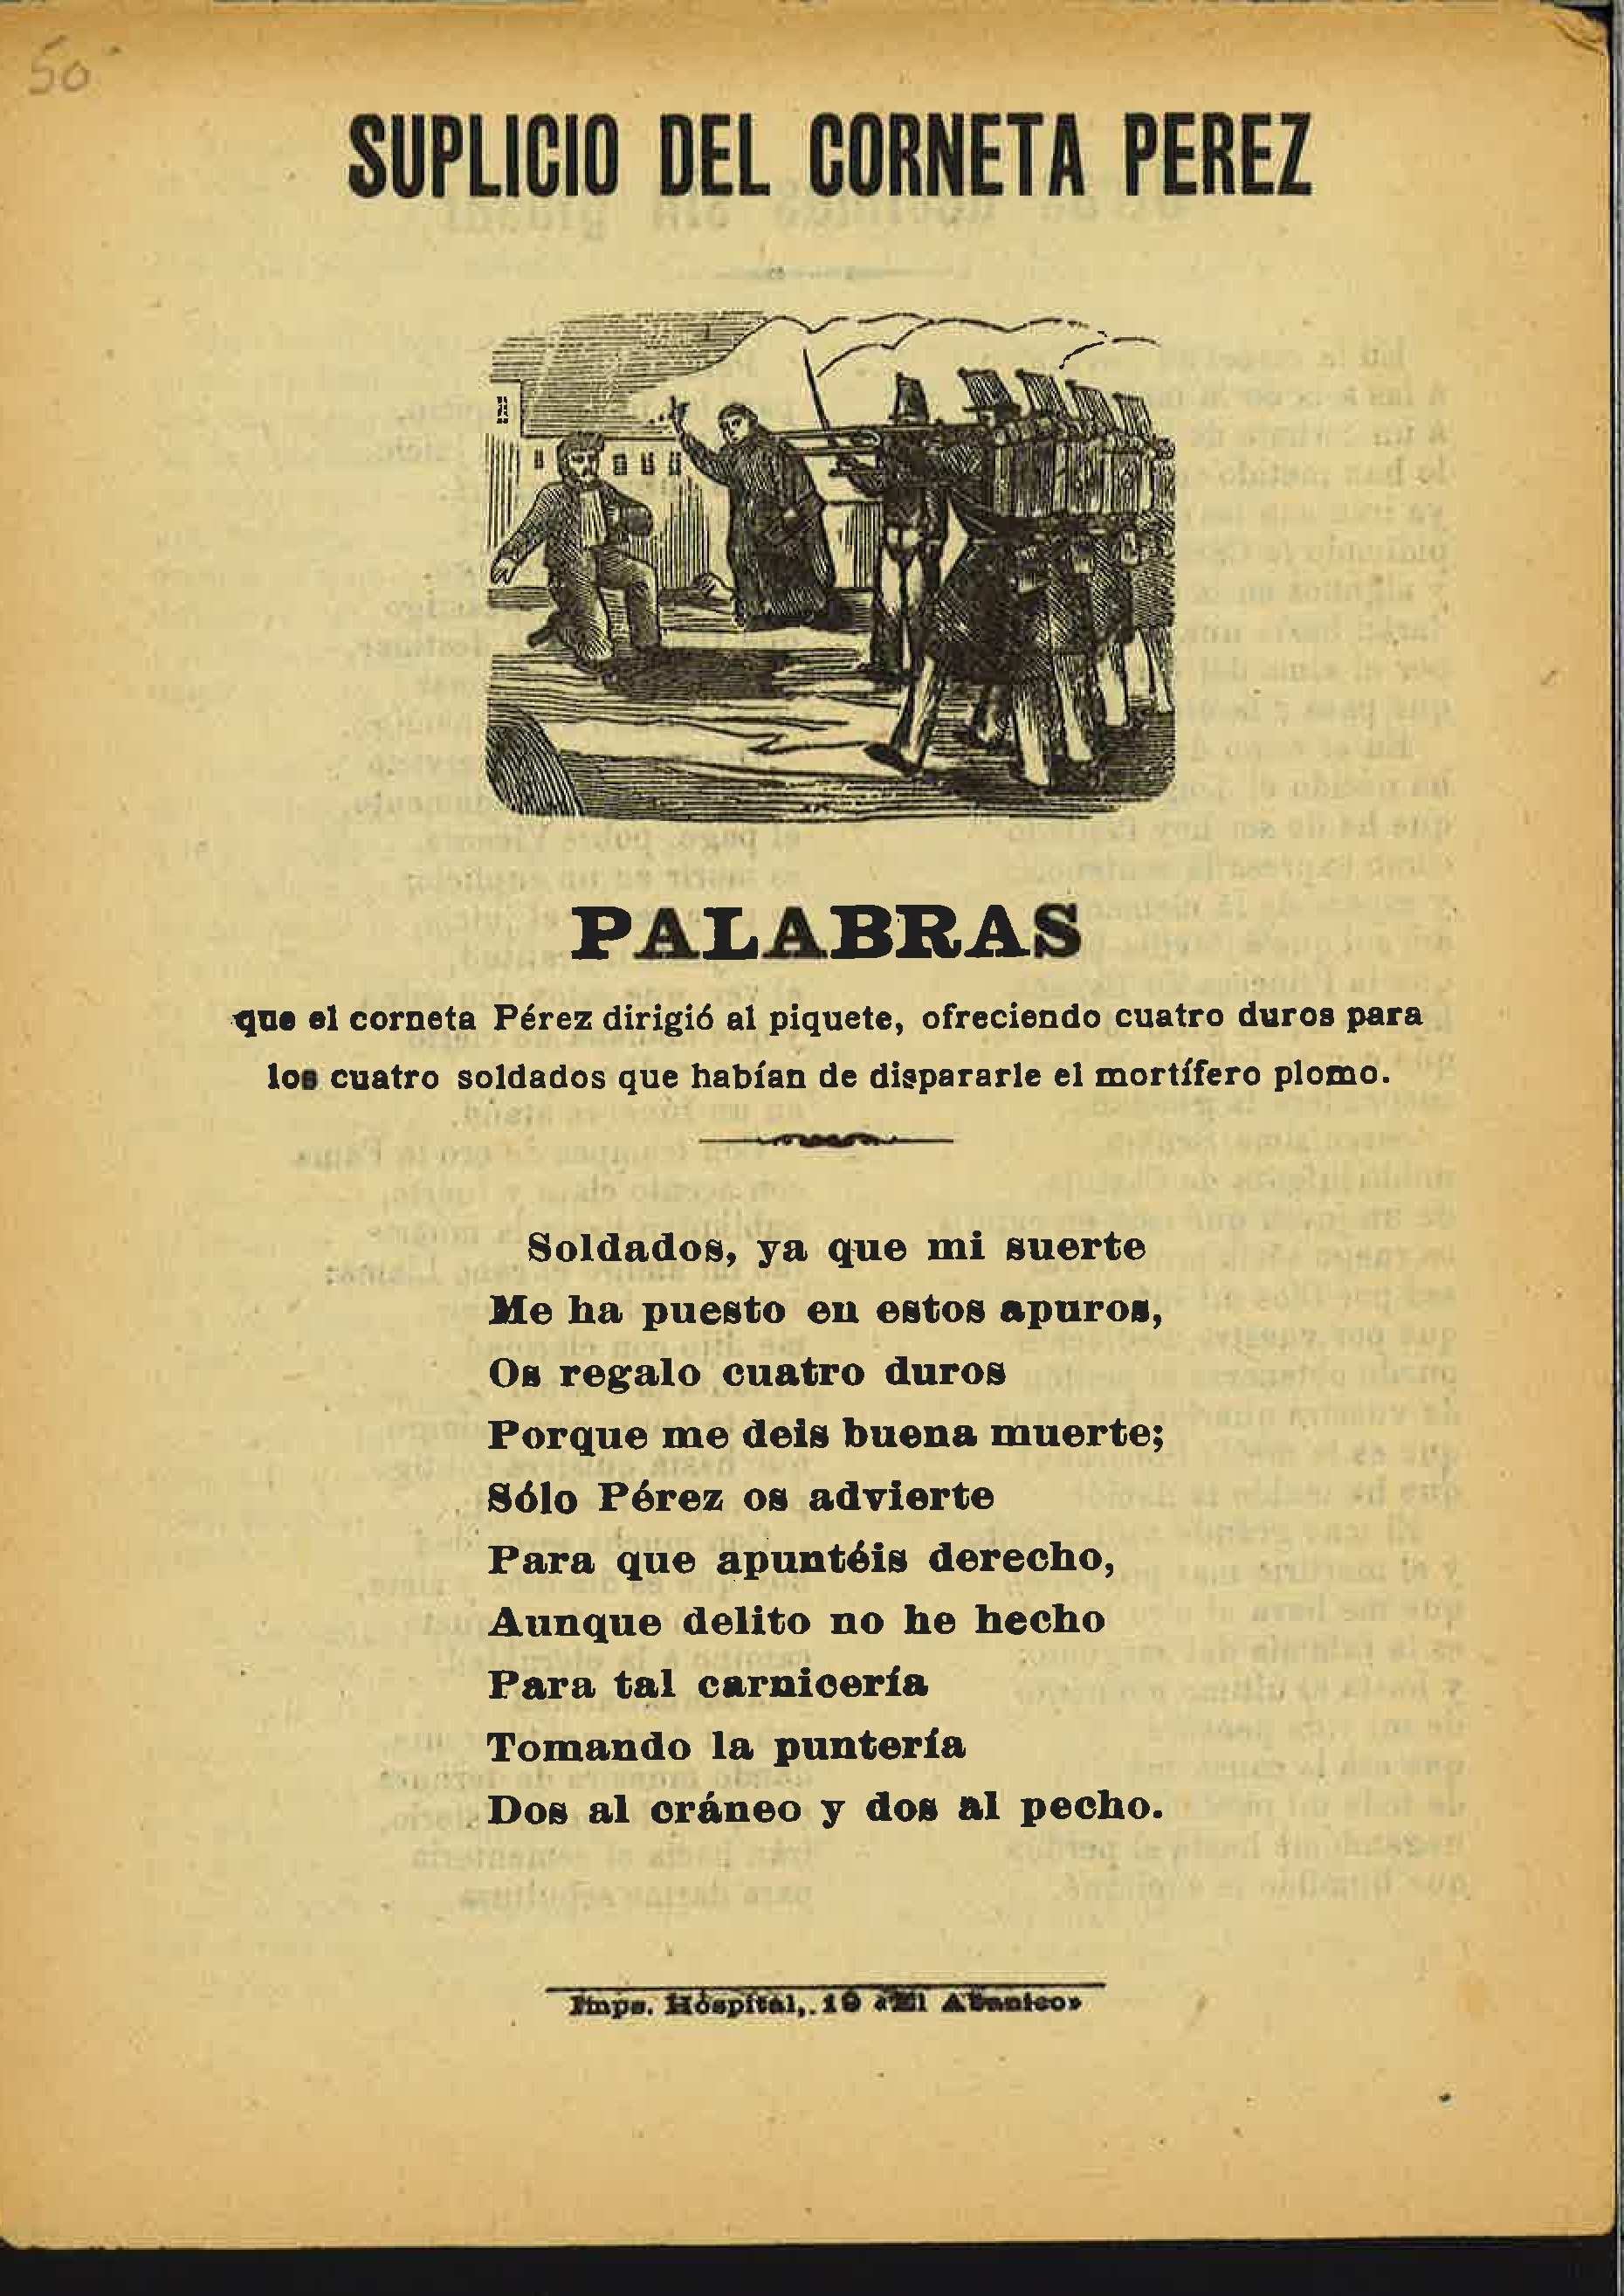 50
SUPLICIO DEL CORNETA PEREZ
PALABRAS
que el corneta Pérez dirigió al piquete, ofreciendo cuatro duros para
los cuatro soldados que habían de dispararle el mortífero plomo.
Soldados, ya que mi suerte
Me ha puesto en estos apuros,
Os regalo cuatro duros
Porque me deis buena muerte;
Sólo Pérez os advierte
Para que apuntéis derecho,
Aunque delito no he hecho
Para tal carnicería
Tomando la puntería
Dos al cráneo y dos al pecho.
Imps. Hospital, 19 «El Abanico»